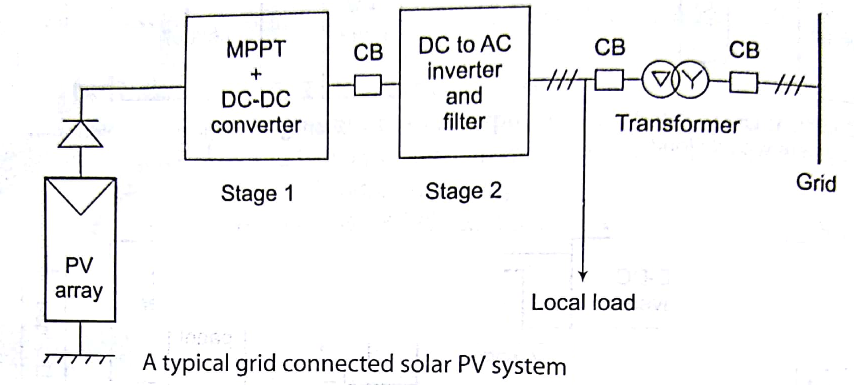 MPPT
+
DC-DC
converter
CB
DC to AC
inverter
and
filter
CB
CB
Transformer
Stage 1
Stage 2
Grid
PV
array
Local load
A typical grid connected solar PV system